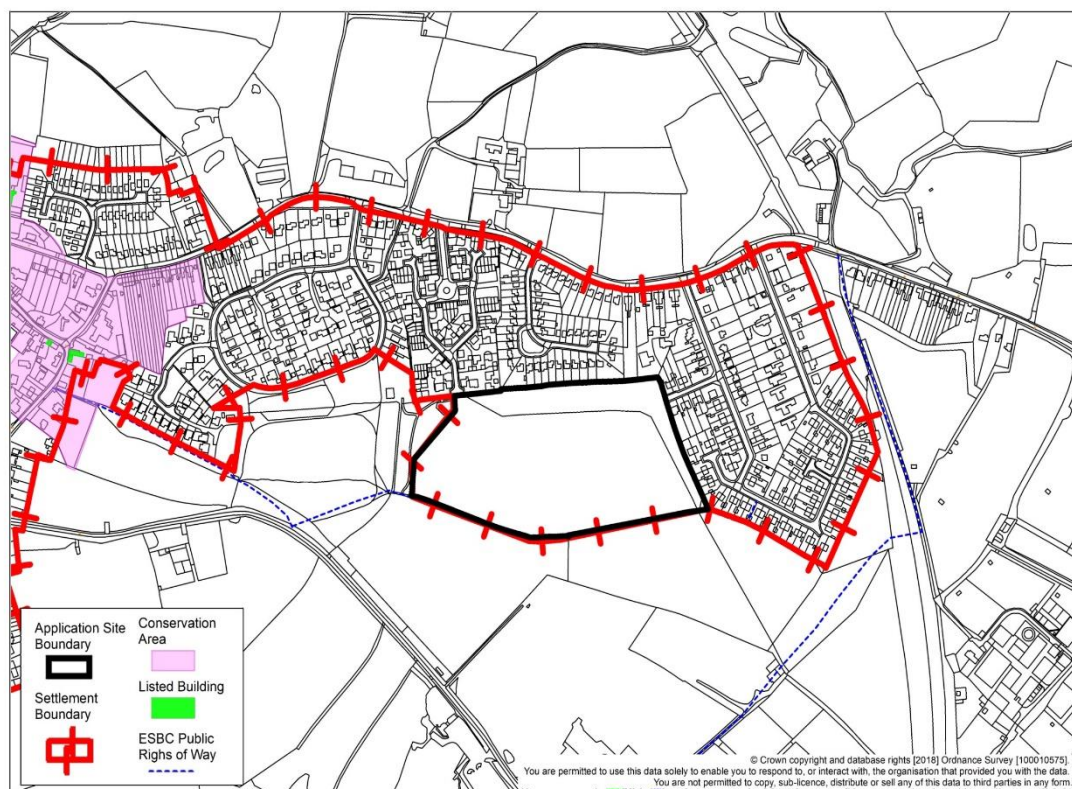 Application Site
Boundary
Conservation
Area
Settlement
Boundary
Listed Building
ESBC Public
Righs of Way
© Crown copyright and database rights [2018] Ordnance Survey [100010575].
You are permitted to use this data solely to enable you to respond to, or interact with, the organisation that provided you with the data.
You are not permitted to copy, sub-licence, distribute or sell any of this data to third parties in any form.